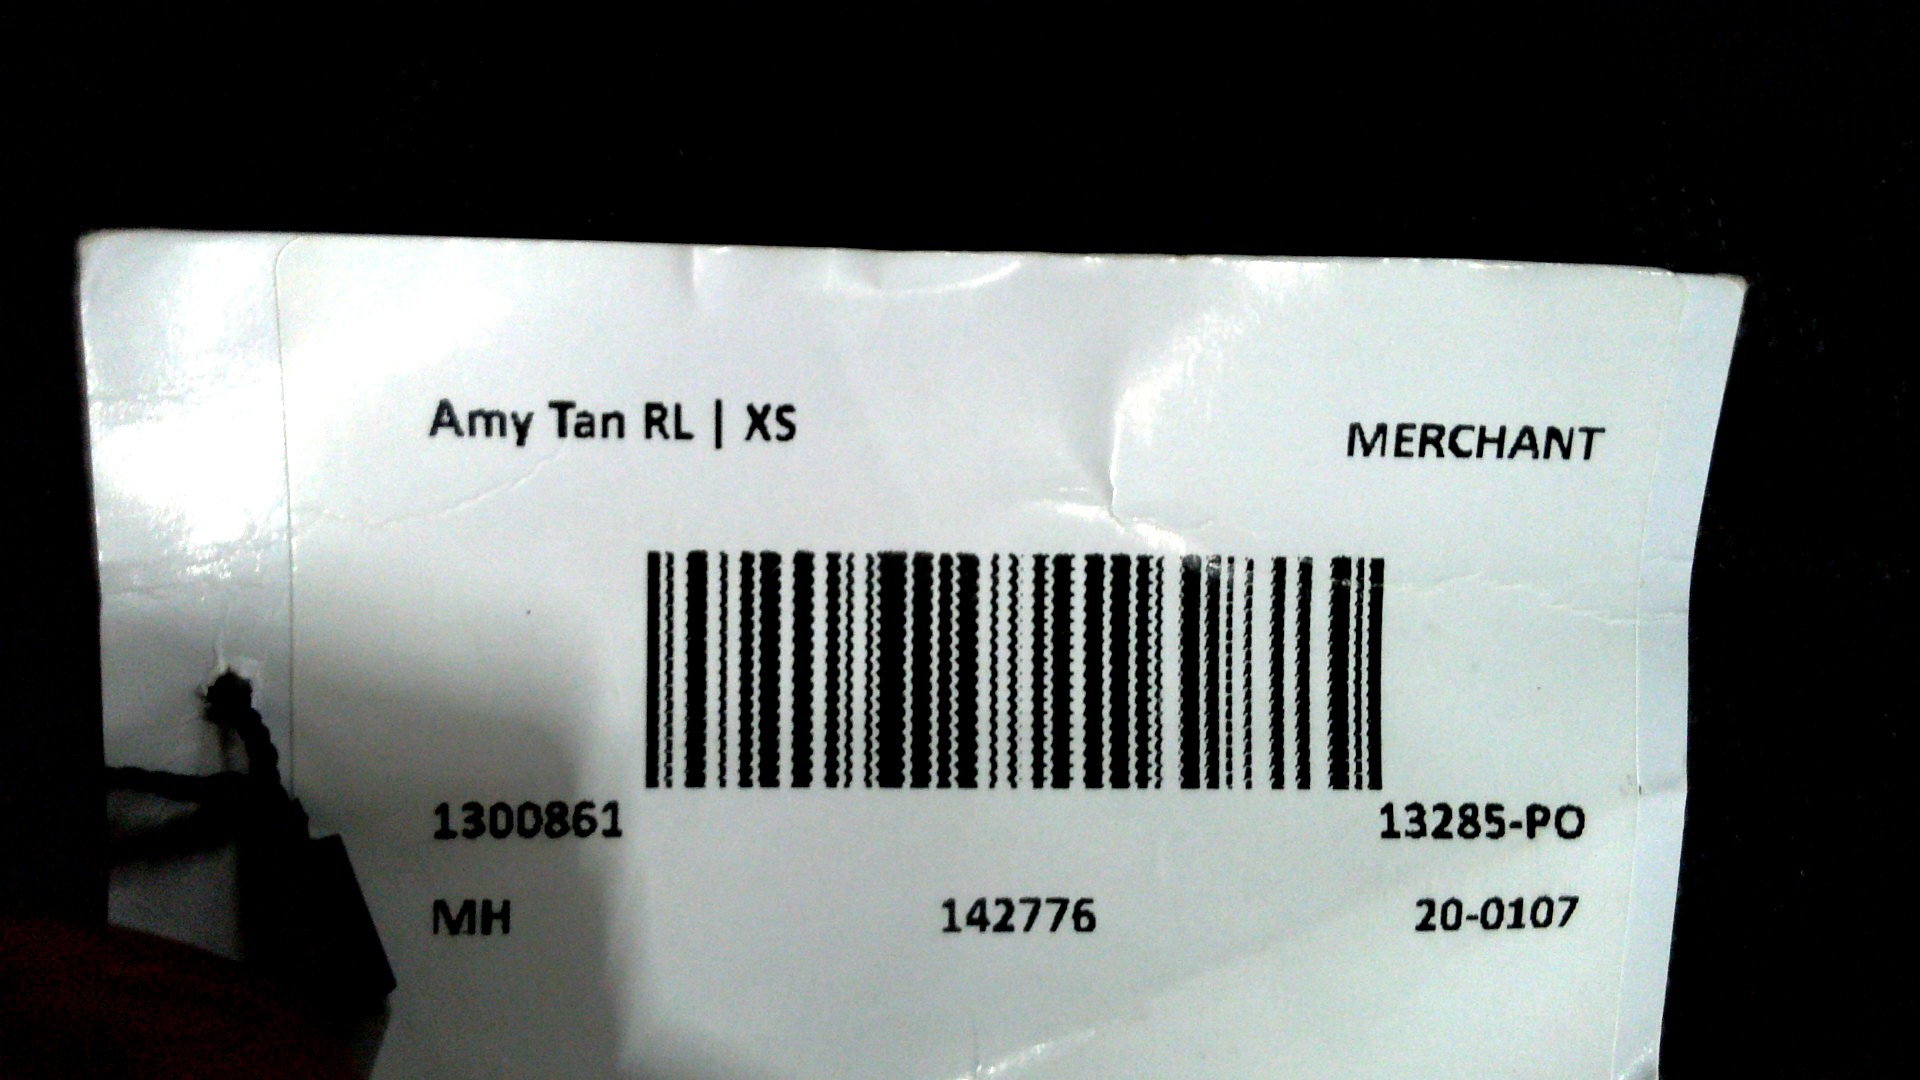 Amy Tan RL | XS
MERCHANT
1300861
13285-PO
MH
142776
20-0107